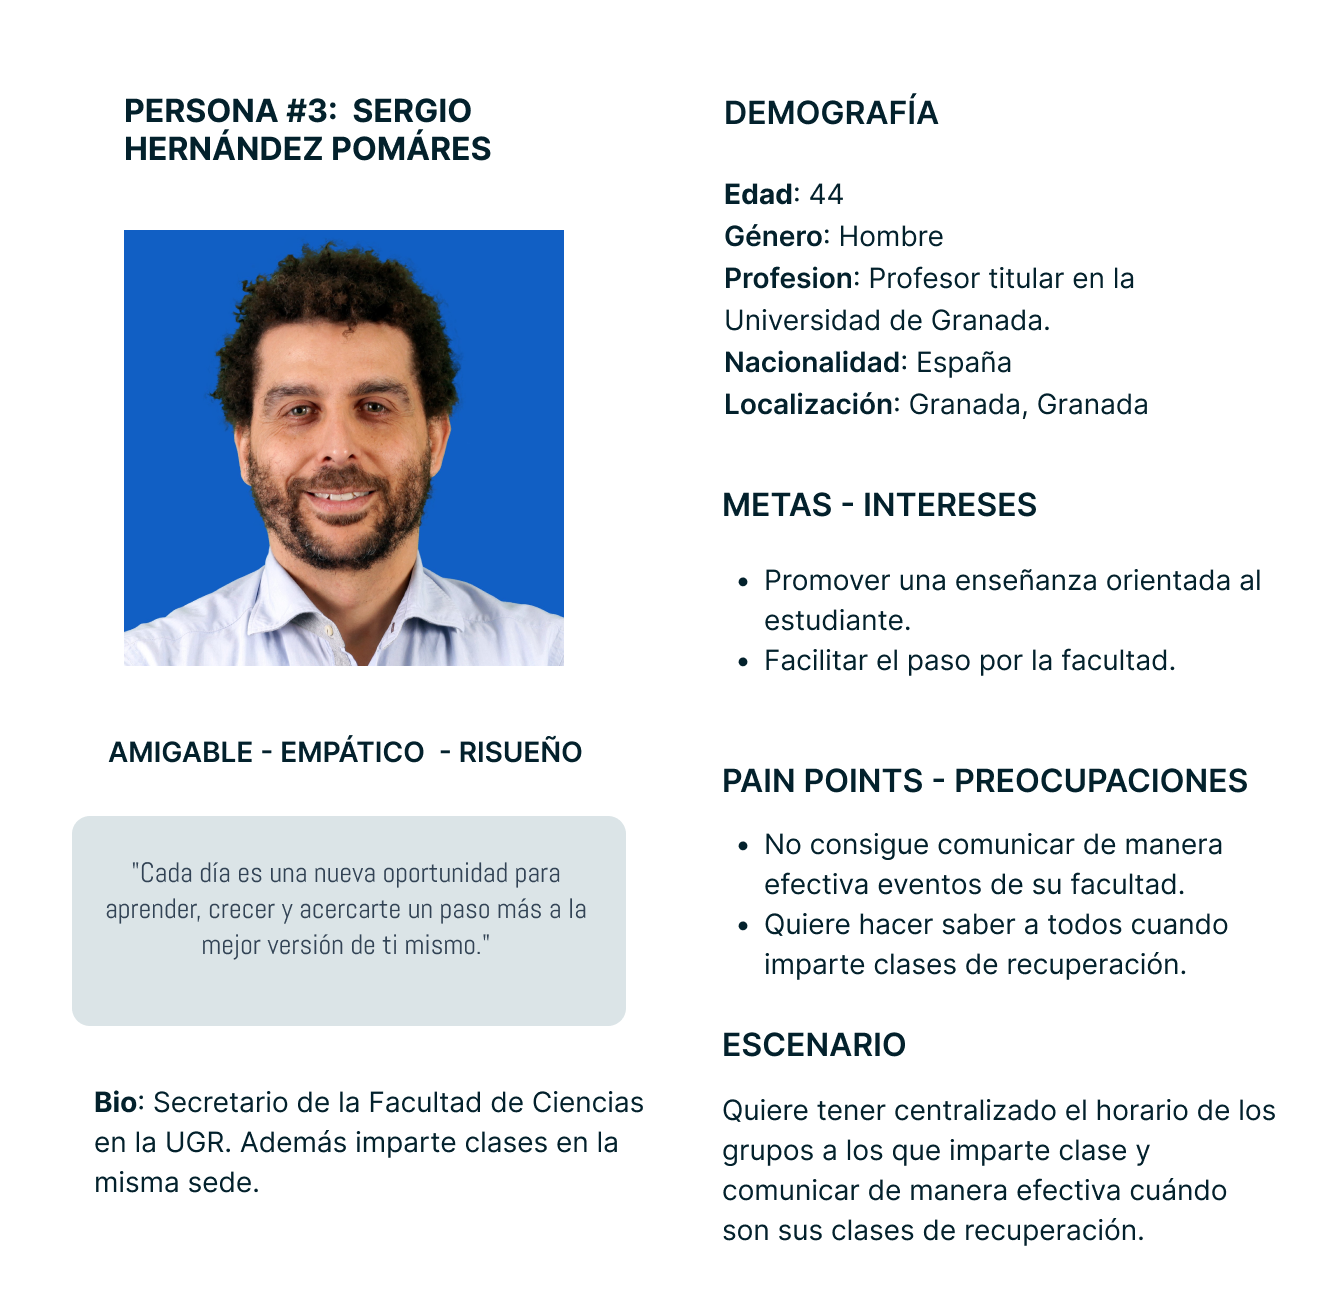 PERSONA #3:  SERGIO
HERNÁNDEZ POMÁRES
AMIGABLE - EMPÁTICO  - RISUEÑO
"Cada día es una nueva oportunidad para
aprender, crecer y acercarte un paso más a la
mejor versión de ti mismo."
Bio: Secretario de la Facultad de Ciencias
en la UGR. Además imparte clases en la
misma sede.
DEMOGRAFÍA
Edad: 44
Género: Hombre
Profesion: Profesor titular en la
Universidad de Granada.
Nacionalidad: España
Localización: Granada, Granada
METAS - INTERESES
• Promover una enseñanza orientada al
estudiante.
• Facilitar el paso por la facultad.
PAIN POINTS - PREOCUPACIONES
• No consigue comunicar de manera
efectiva eventos de su facultad.
• Quiere hacer saber a todos cuando
imparte clases de recuperación.
ESCENARIO
Quiere tener centralizado el horario de los
grupos a los que imparte clase y
comunicar de manera efectiva cuándo
son sus clases de recuperación.